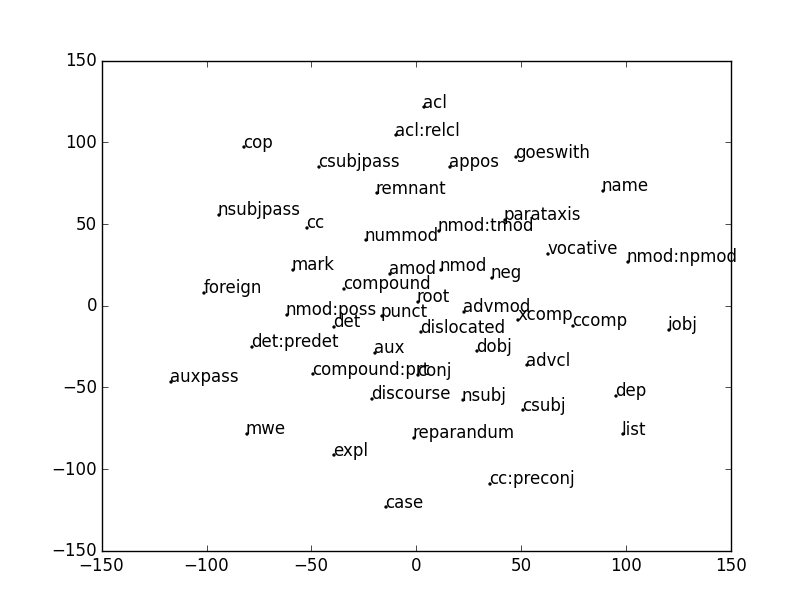 150
acl
acl:relcl
100
cop
goeswith
csubjpass
appos
remnant
name
nsubjpass
parataxis
50
cc
nmod:tmod
nummod
vocative
nmod:npmod
mark
amod
nmod
neg
foreign
compound
root
0
nmod:poss
punct
advmod
xcomp
ccomp
jobj
det
dislocated
det:predet
aux
dobj
advcl
auxpass
compound:prt
conj
−50
discourse
nsubj
dep
csubj
mwe
reparandum
list
expl
−100
cc:preconj
case
−150
−150 −100 −50 0 50 100 150